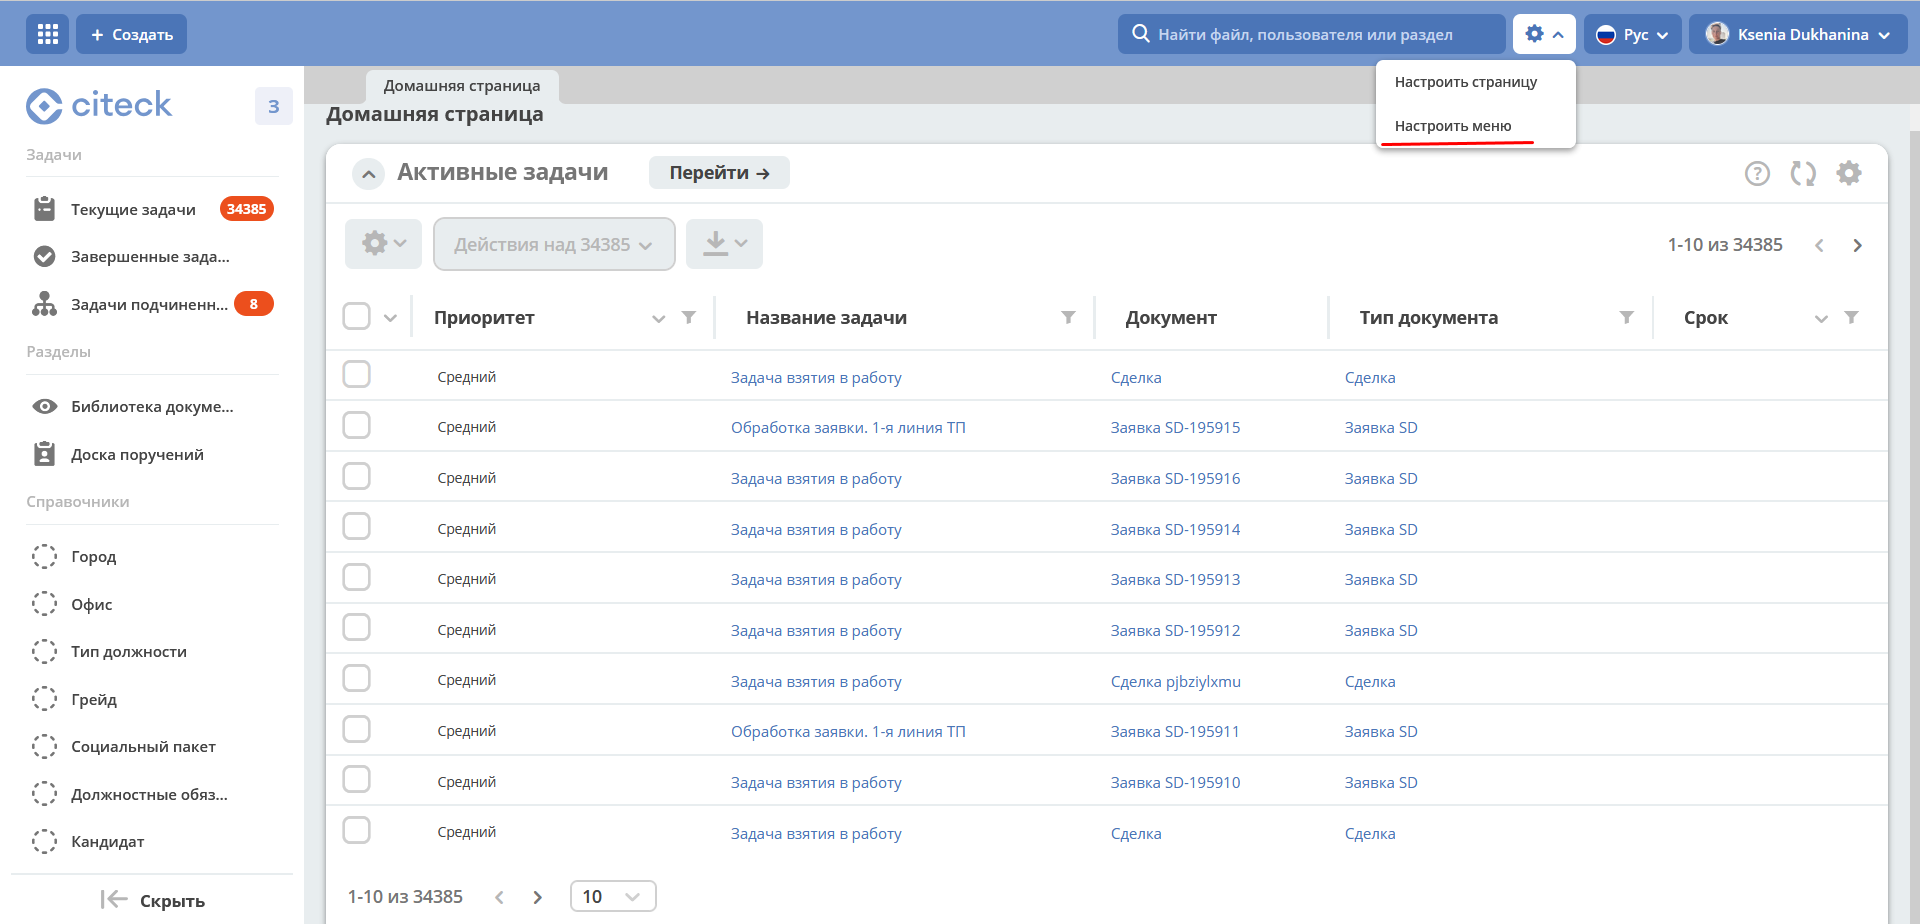 + Создать
Найти файл, пользователя или раздел
Рус
Ksenia Dukhanina
Настроить страницу
Настроить меню
citeck
3
Задачи
Текущие задачи 34385
Завершенные зада...
Задачи подчиненн... 8
Разделы
Библиотека докуме...
Доска поручений
Справочники
Город
Офис
Тип должности
Грейд
Социальный пакет
Должностные обяз...
Кандидат
Скрыть
Домашняя страница
Домашняя страница
Активные задачи
Перейти →
?
Действия над 34385
1-10 из 34385
Приоритет Название задачи Документ Тип документа Срок
Средний Задача взятия в работу Сделка Сделка
Средний Обработка заявки. 1-я линия ТП Заявка SD-195915 Заявка SD
Средний Задача взятия в работу Заявка SD-195916 Заявка SD
Средний Задача взятия в работу Заявка SD-195914 Заявка SD
Средний Задача взятия в работу Заявка SD-195913 Заявка SD
Средний Задача взятия в работу Заявка SD-195912 Заявка SD
Средний Задача взятия в работу Сделка pjbziylxmu Сделка
Средний Обработка заявки. 1-я линия ТП Заявка SD-195911 Заявка SD
Средний Задача взятия в работу Заявка SD-195910 Заявка SD
Средний Задача взятия в работу Сделка Сделка
1-10 из 34385
10